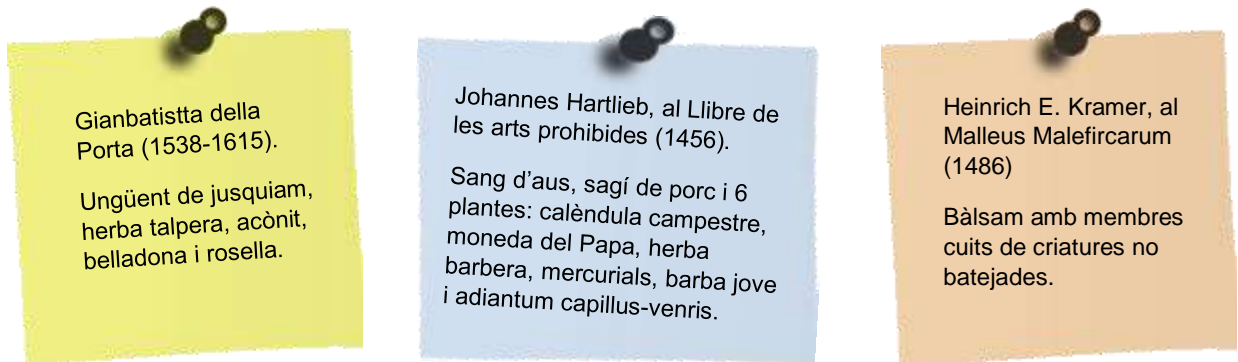 Gianbatistta della
Porta (1538-1615).
Ungüent de jusquiam,
herba talpera, acònit,
belladona i rosella.
Johannes Hartlieb, al Llibre de
les arts prohibides (1456).
Sang d'aus, sagí de porc i 6
plantes: calèndula campestre,
moneda del Papa, herba
barbera, mercurials, barba jove
i adiantum capillus-venris.
Heinrich E. Kramer, al
Malleus Malefircarum
(1486)
Bàlsam amb membres
cuits de criatures no
batejades.